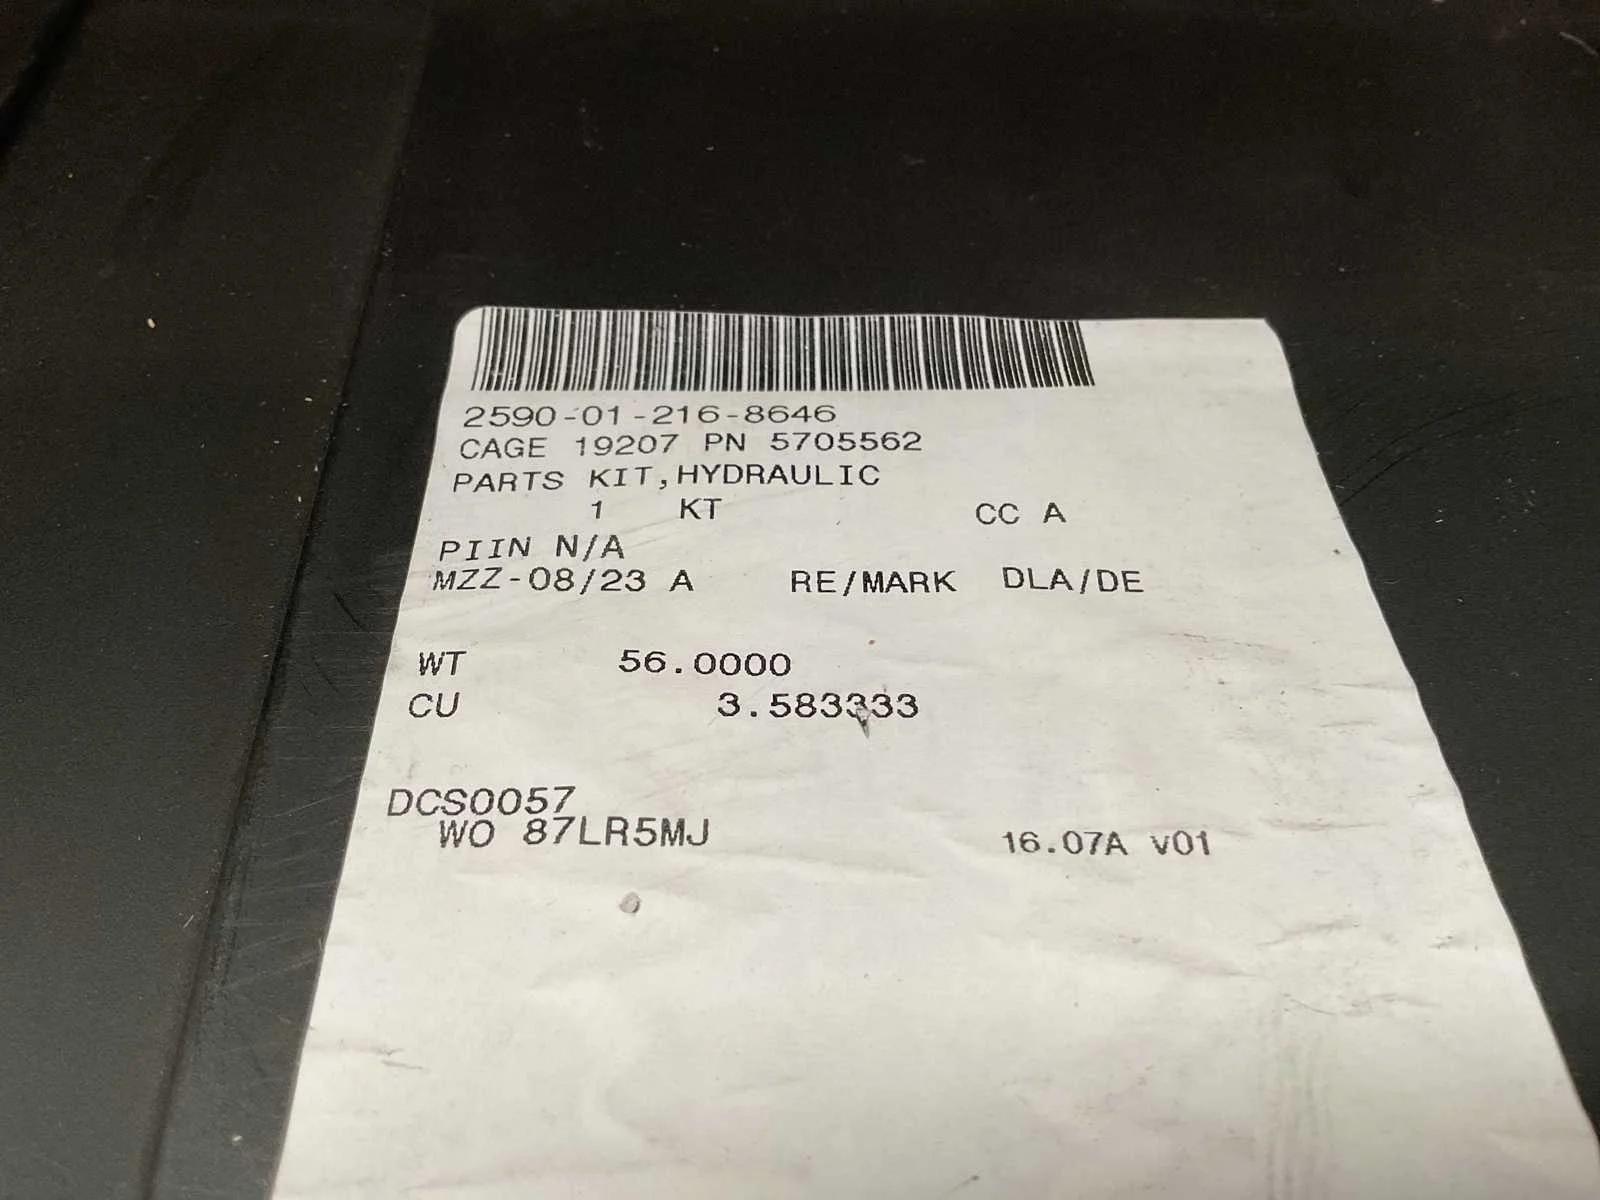 2590-01-216-8646
CAGE 19207 PN 5705562
PARTS KIT,HYDRAULIC
1 KT CC A
PIIN N/A
MZZ-08/23 A RE/MARK DLA/DE
WT 56.0000
CU 3.583333
DCS0057
WO 87LR5MJ 16.07A v01